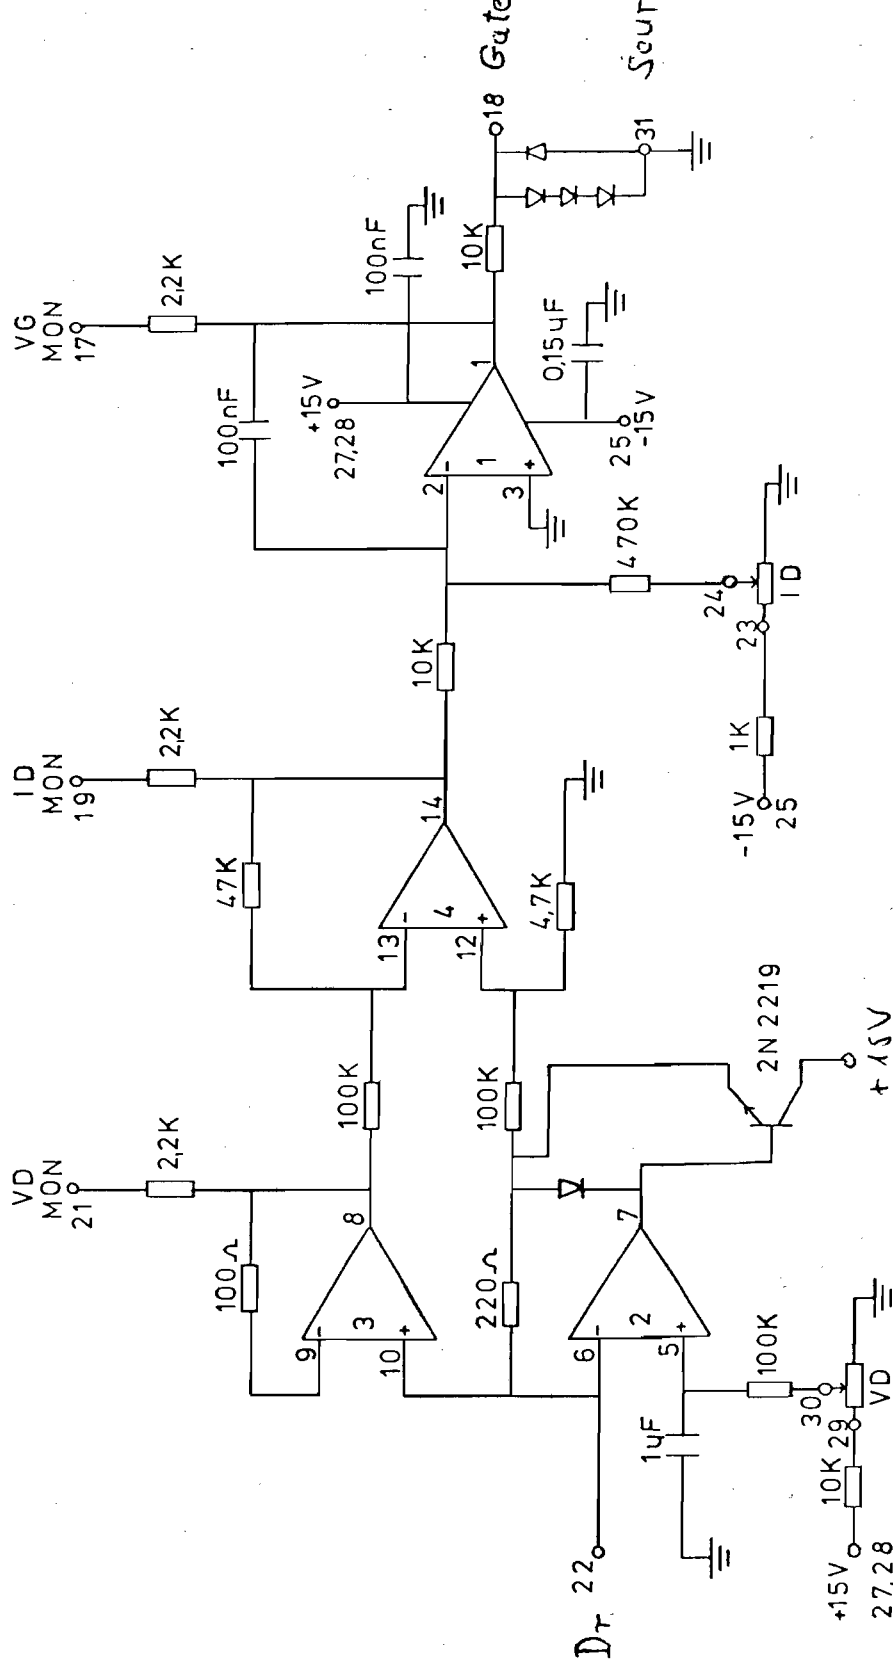 VD
MON
21
ID
MON
19
VG
MON
17
2,2K
2,2K
2,2K
100Ω
47K
100nF
+15V
27,28
100nF
9
-
3
10
+
8
100K
13
-
4
12
+
14
10K
2
-
1
3
+
1
10K
18
Gate
220Ω
100K
4,7K
470K
25
-15V
0,15uF
31
Dr.
22
6
-
2
5
+
7
1uF
100K
30
29
VD
10K
+15V
27.28
2N2219
+15V
-15V
25
1K
23
24
ID